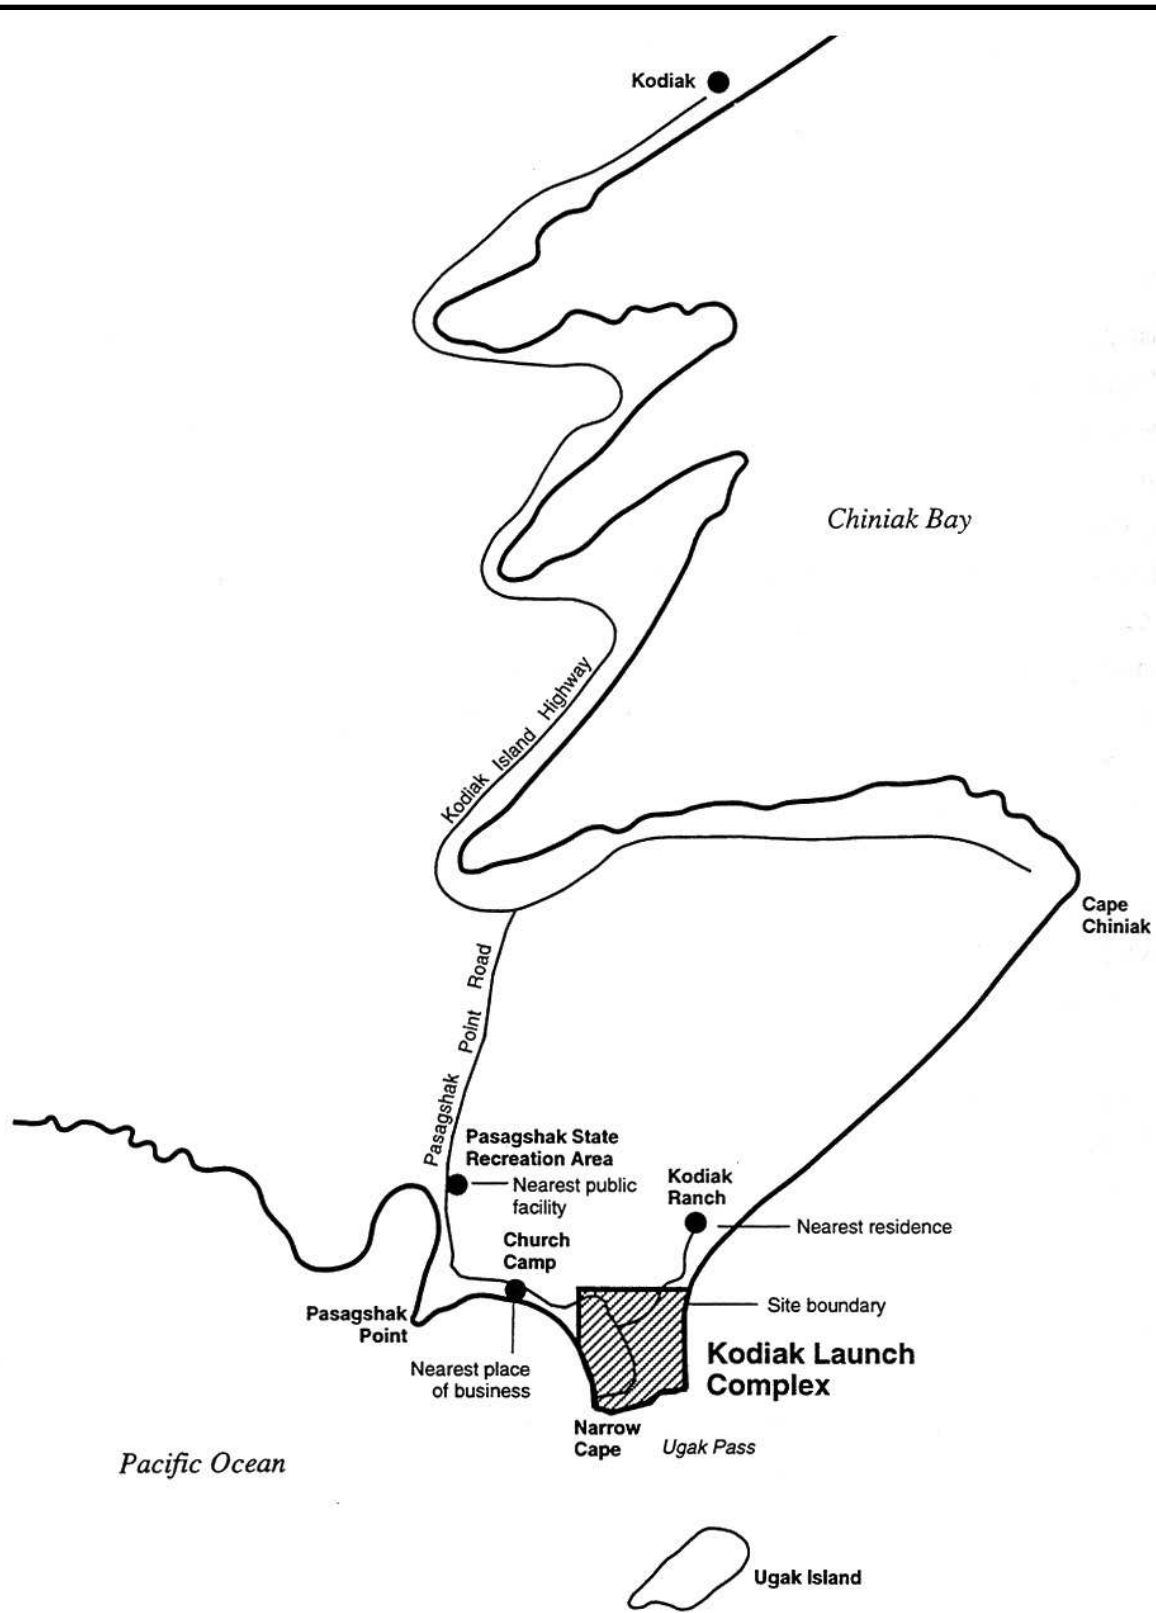 Kodiak
Chiniak Bay
Kodiak Island Highway
Cape
Chiniak
Pasagshak Point Road
Pasagshak State
Recreation Area
Nearest public
facility
Kodiak
Ranch
Nearest residence
Church
Camp
Site boundary
Pasagshak
Point
Kodiak Launch
Complex
Nearest place
of business
Narrow
Cape
Ugak Pass
Pacific Ocean
Ugak Island